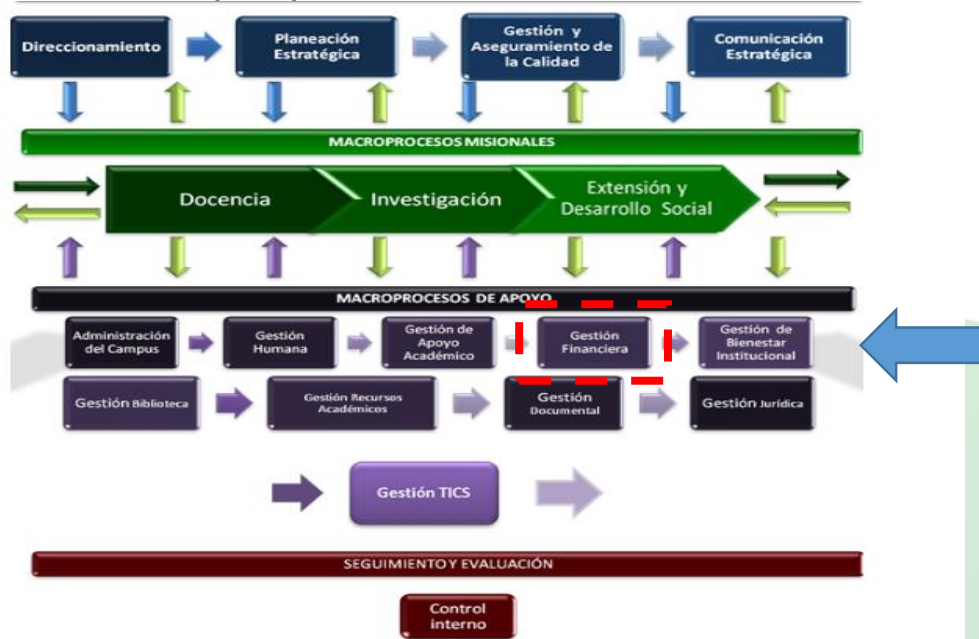 Direccionamiento
Planeación
Estratégica
Gestión y
Aseguramiento de
la Calidad
Comunicación
Estratégica
MACROPROCESOS MISIONALES
Docencia
Investigación
Extensión y
Desarrollo Social
MACROPROCESOS DE APOYO
Administración
del Campus
Gestión
Humana
Gestión de
Apoyo
Académico
Gestión
Financiera
Gestión de
Bienestar
Institucional
Gestión Biblioteca
Gestión Recursos
Académicos
Gestión
Documental
Gestión Jurídica
Gestión TICS
SEGUIMIENTO Y EVALUACIÓN
Control
interno